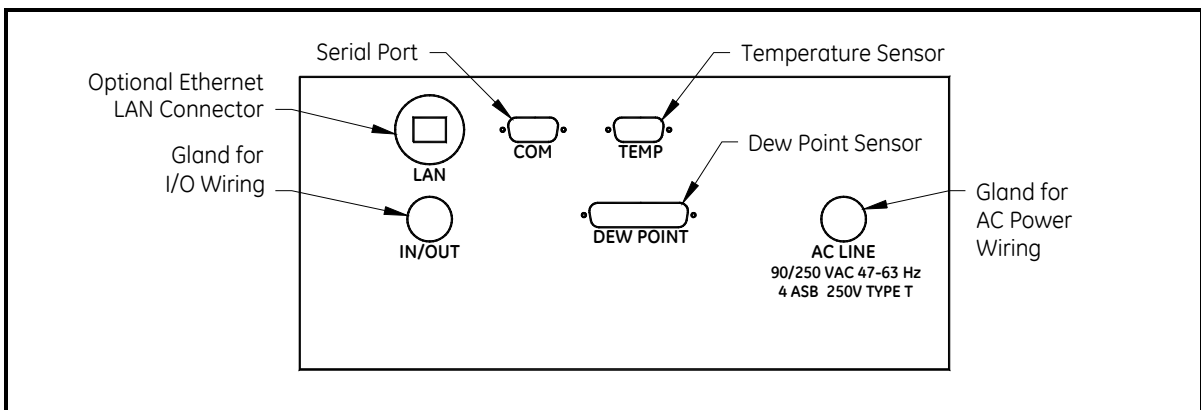 Serial Port
Temperature Sensor
Optional Ethernet
LAN Connector
COM
TEMP
Dew Point Sensor
Gland for
I/O Wiring
LAN
Gland for
AC Power
Wiring
IN/OUT
DEW POINT
AC LINE
90/250 VAC 47-63 Hz
4 ASB 250V TYPE T